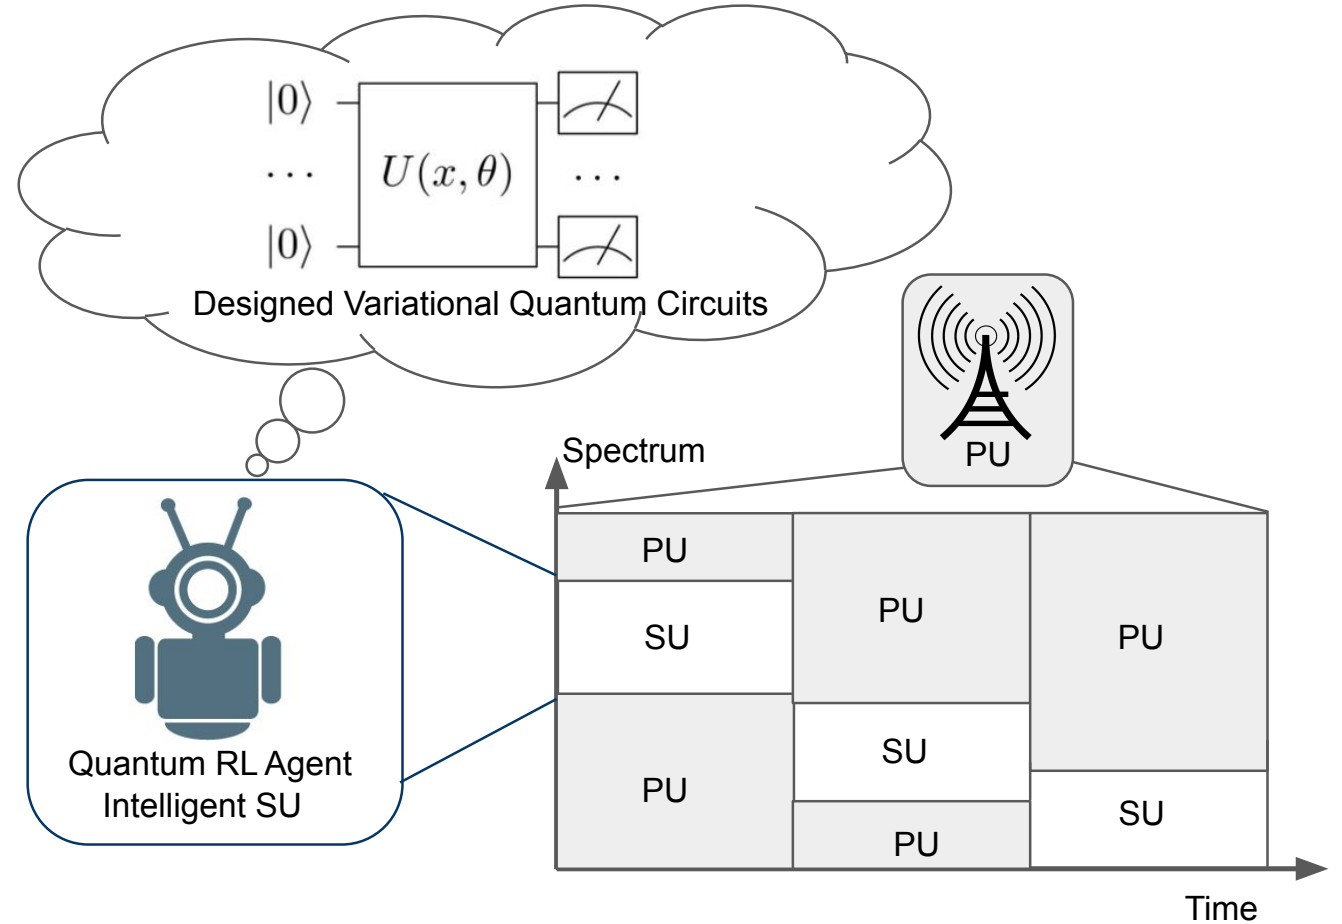 |0⟩
... U(x, θ) ...
|0⟩
Designed Variational Quantum Circuits
PU
Spectrum
PU
PU
PU
SU
SU
PU
SU
PU
Quantum RL Agent
Intelligent SU
Time